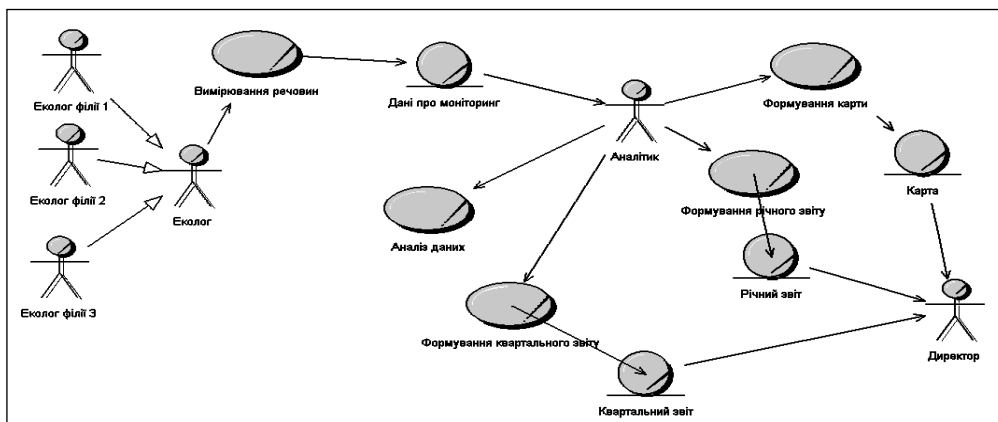 Еколог філії 1
Вимірювання речовин
Дані про моніторинг
Формування карти
Аналітик
Еколог філії 2
Еколог
Карта
Формування річного звіту
Аналіз даних
Еколог філії 3
Річний звіт
Формування квартального звіту
Директор
Квартальний звіт